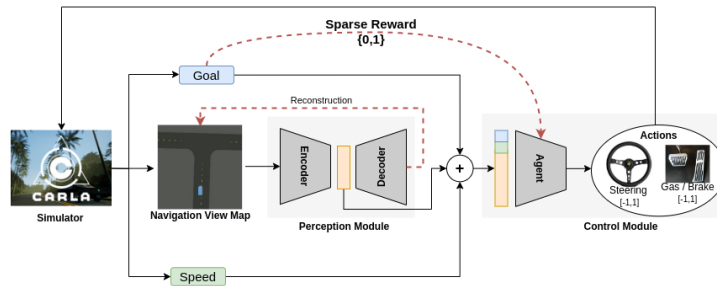 Sparse Reward
{0,1}
Goal
Reconstruction
Encoder
Decoder
Agent
Actions
Steering
[-1,1]
Gas / Brake
[-1,1]
CARLA
Simulator
Navigation View Map
Perception Module
+
Control Module
Speed